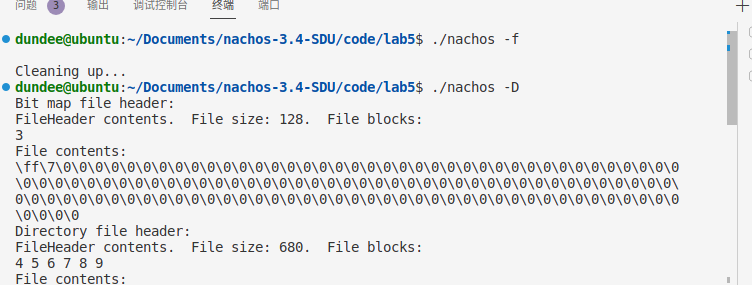 问题 3 输出 调试控制台 终端 端口
dundee@ubuntu:~/Documents/nachos-3.4-SDU/code/lab5$ ./nachos -f
Cleaning up...
dundee@ubuntu:~/Documents/nachos-3.4-SDU/code/lab5$ ./nachos -D
Bit map file header:
FileHeader contents.  File size: 128.  File blocks:
3
File contents:
\ff\7\0\0\0\0\0\0\0\0\0\0\0\0\0\0\0\0\0\0\0\0\0\0\0\0\0\0\0\0\0\0\0\0\0\0\0\0\0\0\0
\0\0\0\0\0\0\0\0\0\0\0\0\0\0\0\0\0\0\0\0\0\0\0\0\0\0\0\0\0\0\0\0\0\0\0\0\0\0\0\0\0\
0\0\0\0\0\0\0\0\0\0\0\0\0\0\0\0\0\0\0\0\0\0\0\0\0\0\0\0\0\0\0\0\0\0\0\0\0\0\0\0\0\0
\0\0\0\0
Directory file header:
FileHeader contents.  File size: 680.  File blocks:
4 5 6 7 8 9
File contents: